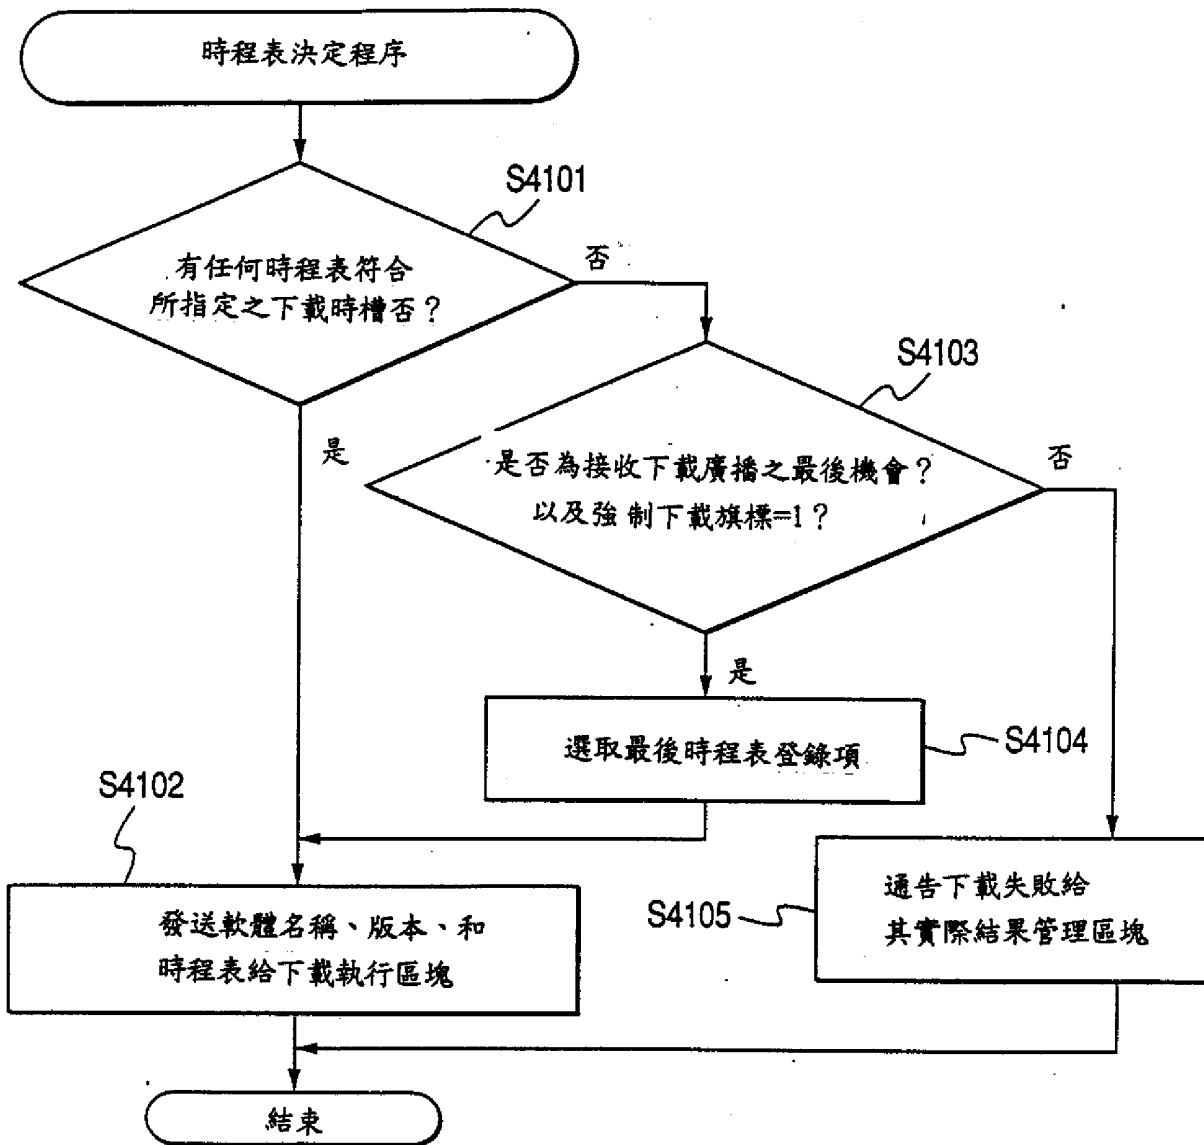 時程表決定程序
S4101
有任何時程表符合
所指定之下載時槽否？
否
是
S4103
是否為接收下載廣播之最後機會？
以及強制下載旗標=1？
否
是
選取最後時程表登錄項
S4104
S4102
發送軟體名稱、版本、和
時程表給下載執行區塊
S4105
通告下載失敗給
其實際結果管理區塊
結束